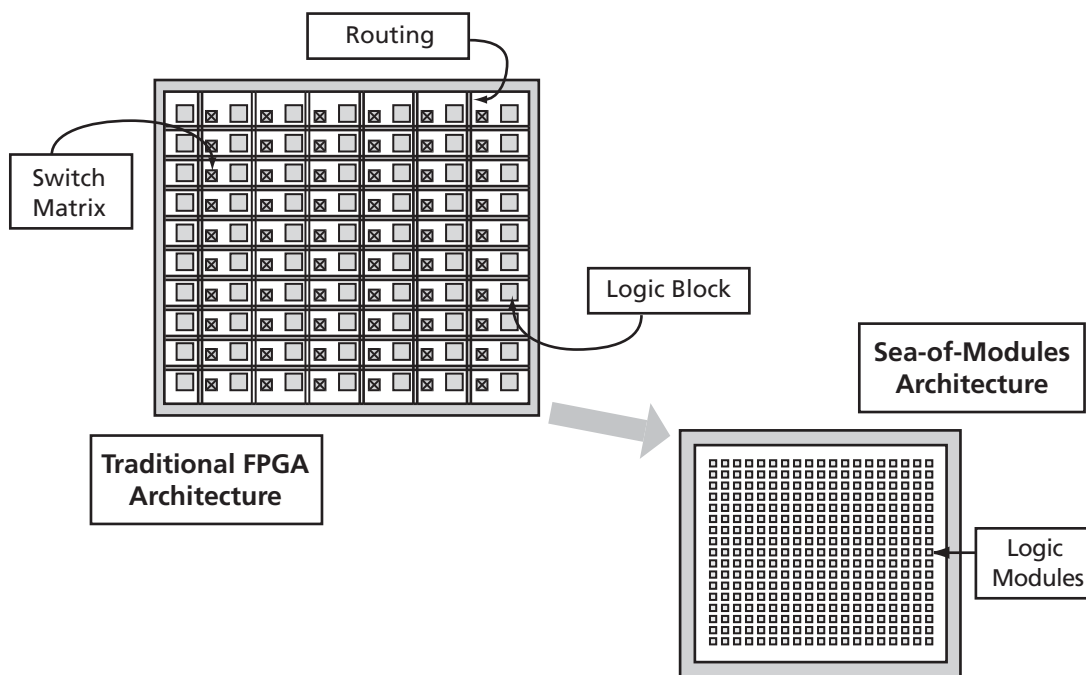 Routing
Switch
Matrix
Logic Block
Traditional FPGA
Architecture
Sea-of-Modules
Architecture
Logic
Modules